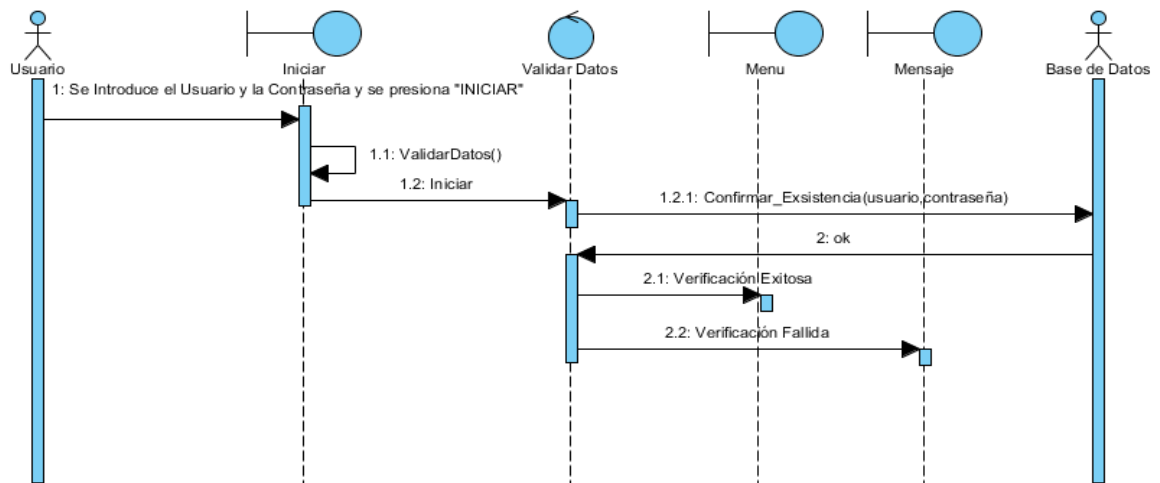 Usuario
Iniciar
Validar Datos
Menu
Mensaje
Base de Datos
1: Se Introduce el Usuario y la Contraseña y se presiona "INICIAR"
1.1: ValidarDatos()
1.2: Iniciar
1.2.1: Confirmar_Exsistencia(usuario,contraseña)
2: ok
2.1: Verificación Exitosa
2.2: Verificación Fallida